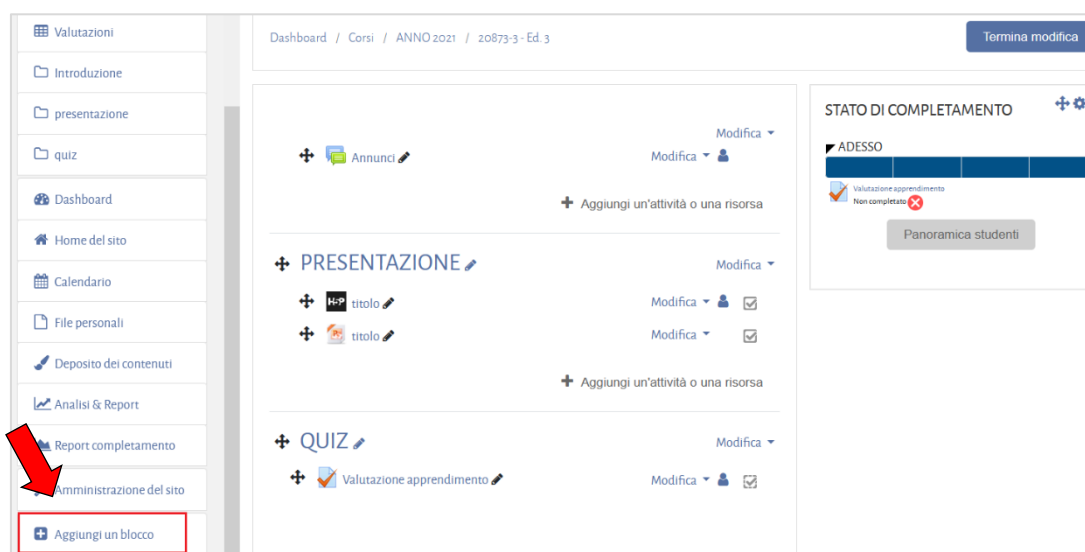 Valutazioni
Introduzione
presentazione
quiz
Dashboard
Home del sito
Calendario
File personali
Deposito dei contenuti
Analisi & Report
Report completamento
Amministrazione del sito
Aggiungi un blocco
Dashboard / Corsi / ANNO 2021 / 20873-3 - Ed. 3
Termina modifica
Modifica
Annunci Modifica
Aggiungi un'attività o una risorsa
PRESENTAZIONE Modifica
H-P titolo Modifica
titolo Modifica
Aggiungi un'attività o una risorsa
QUIZ Modifica
Valutazione apprendimento Modifica
STATO DI COMPLETAMENTO
ADESSO
Valutazione apprendimento
Non completato
Panoramica studenti